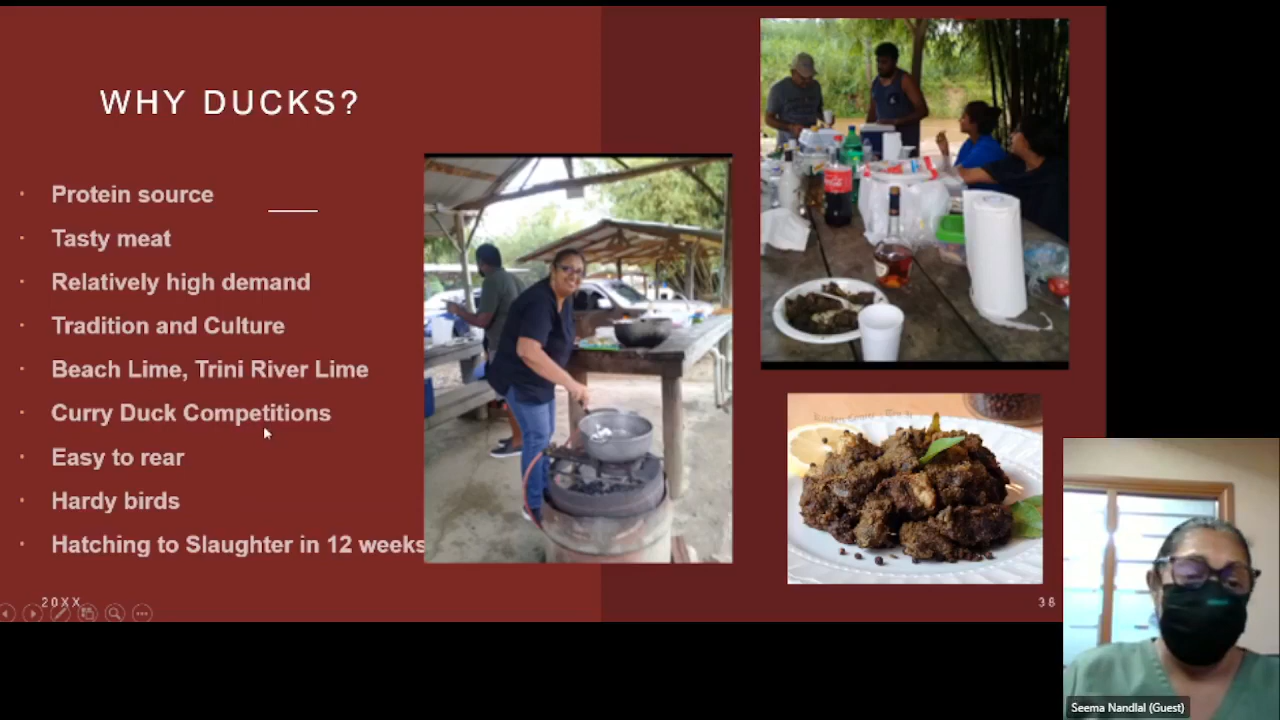 WHY DUCKS?
· Protein source
· Tasty meat
· Relatively high demand
· Tradition and Culture
· Beach Lime, Trini River Lime
· Curry Duck Competitions
· Easy to rear
· Hardy birds
· Hatching to Slaughter in 12 weeks
20XX
38
Seema Nandlal (Guest)